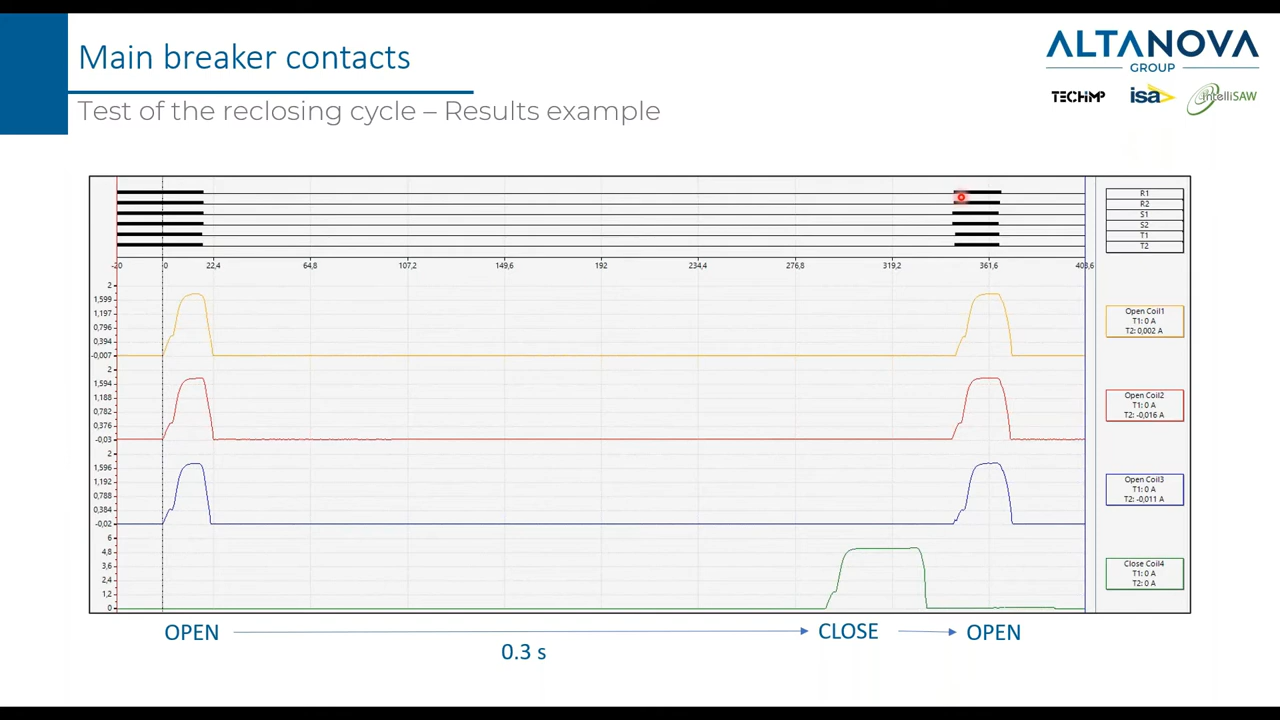 Main breaker contacts
Test of the reclosing cycle – Results example
ALTANOVA
GROUP
TECHIMP
isa
intelliSAW
R1
R2
S1
S2
T1
T2
-20 0 22,4 64,8 107,2 149,6 192 234,4 276,8 319,2 361,6 403,6
2
1,599
1,197
0,796
0,394
-0,007
Open Coil1
T1: 0 A
T2: 0,002 A
2
1,594
1,188
0,782
0,376
-0,03
Open Coil2
T1: 0 A
T2: -0,016 A
2
1,596
1,192
0,788
0,384
-0,02
Open Coil3
T1: 0 A
T2: -0,011 A
6
4,8
3,6
2,4
1,2
0
Close Coil4
T1: 0 A
T2: 0 A
OPEN CLOSE OPEN
0.3 s